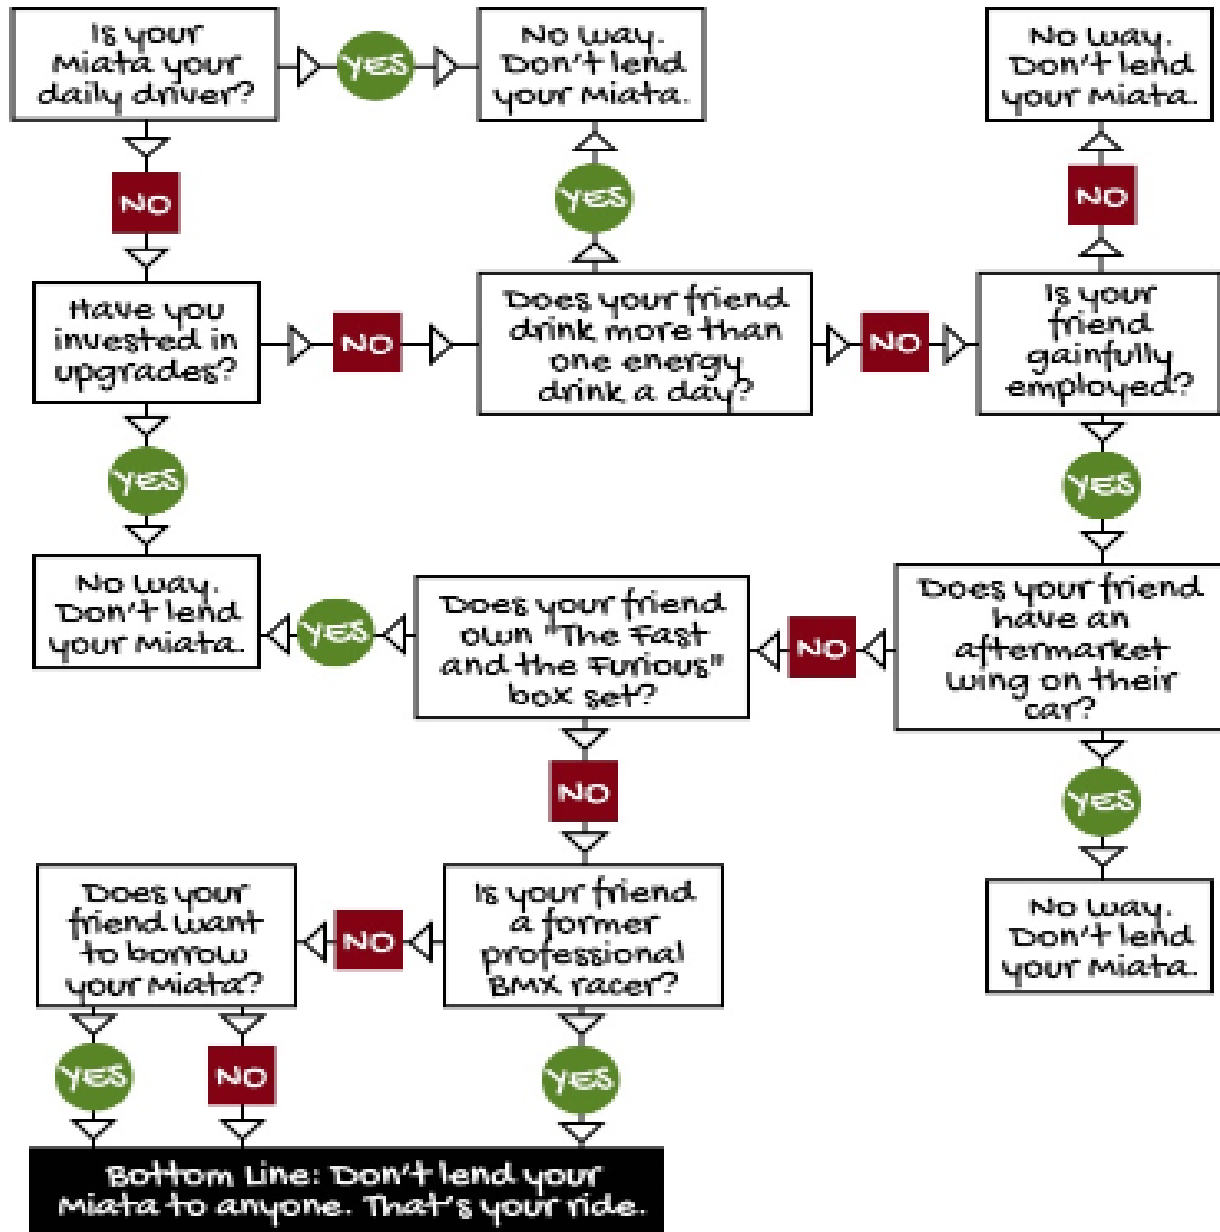 Is your
Miata your
daily driver?
YES
No way.
Don't lend
your Miata.
No way.
Don't lend
your Miata.
NO
YES
NO
Have you
invested in
upgrades?
NO
Does your friend
drink more than
one energy
drink a day?
NO
Is your
friend
gainfully
employed?
YES
YES
No way.
Don't lend
your Miata.
YES
Does your friend
own "The Fast
and the Furious"
box set?
NO
Does your friend
have an
aftermarket
wing on their
car?
NO
YES
Does your
friend want
to borrow
your Miata?
NO
Is your friend
a former
professional
BMX racer?
No way.
Don't lend
your Miata.
YES
NO
YES
Bottom Line: Don't lend your
Miata to anyone. That's your ride.